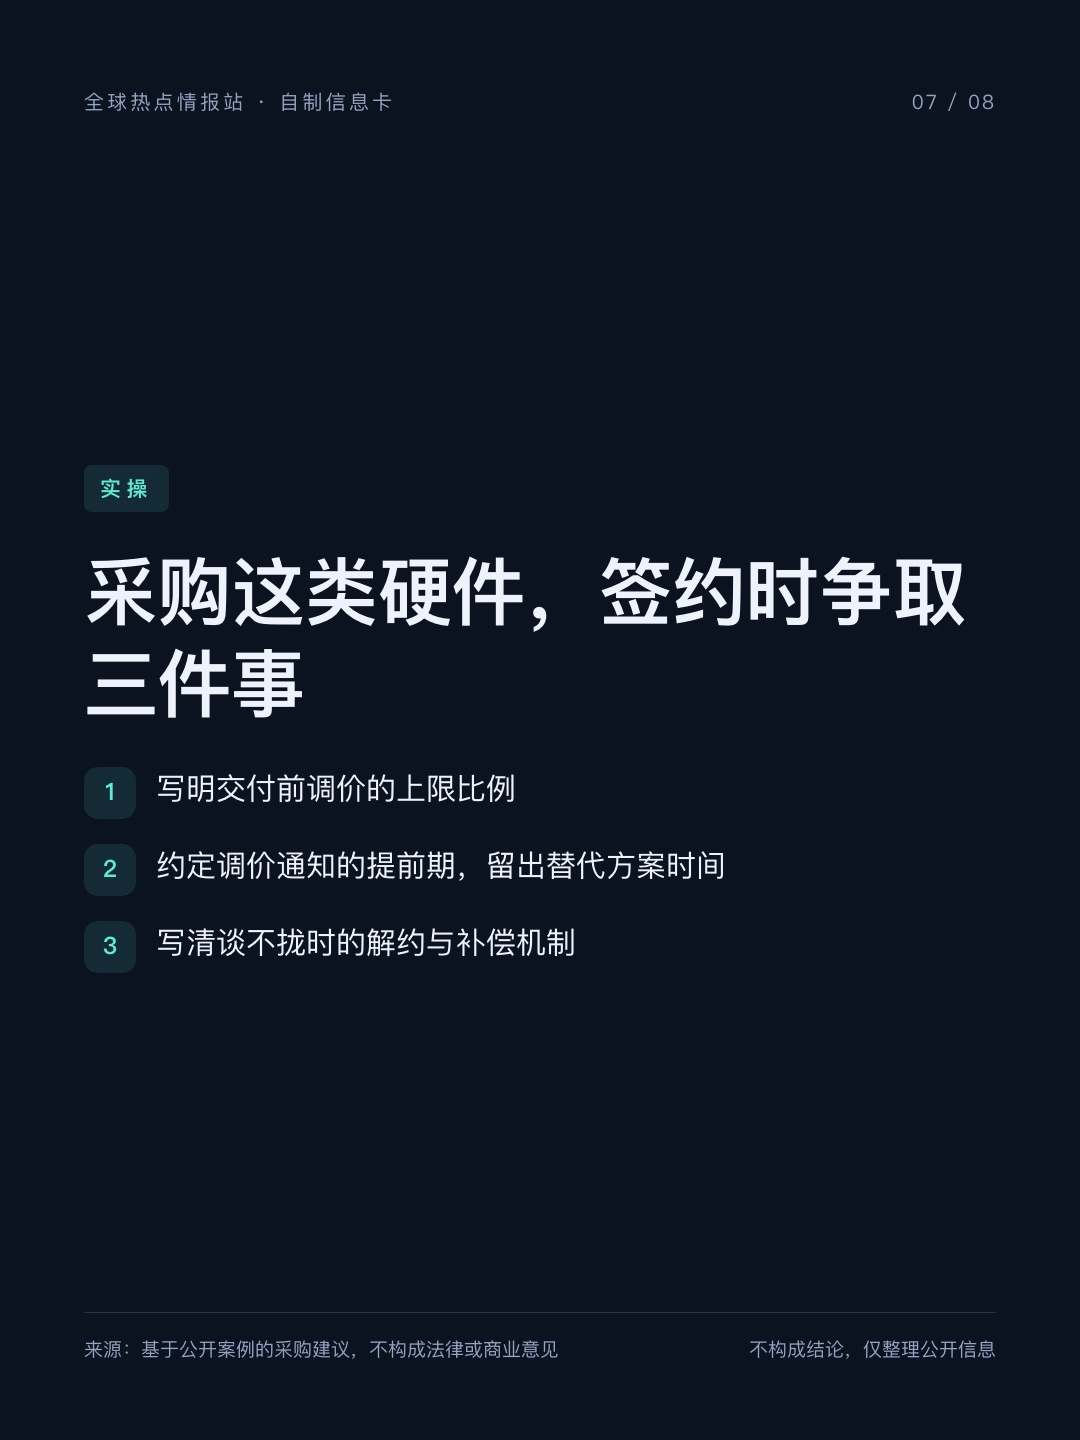 全球热点情报站 · 自制信息卡
07 / 08
实操
采购这类硬件，签约时争取
三件事
1 写明交付前调价的上限比例
2 约定调价通知的提前期，留出替代方案时间
3 写清谈不拢时的解约与补偿机制
来源：基于公开案例的采购建议，不构成法律或商业意见
不构成结论，仅整理公开信息